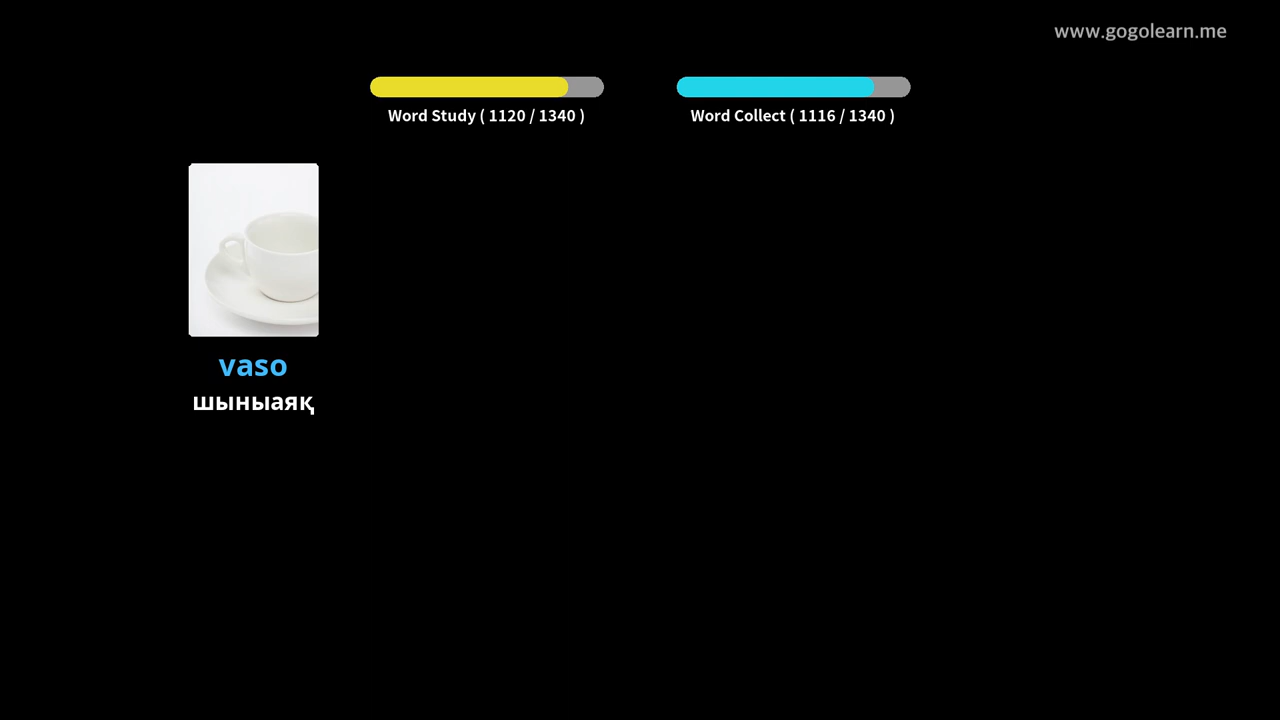 www.gogolearn.me
Word Study ( 1120 / 1340 )
Word Collect ( 1116 / 1340 )
vaso
шыныаяқ